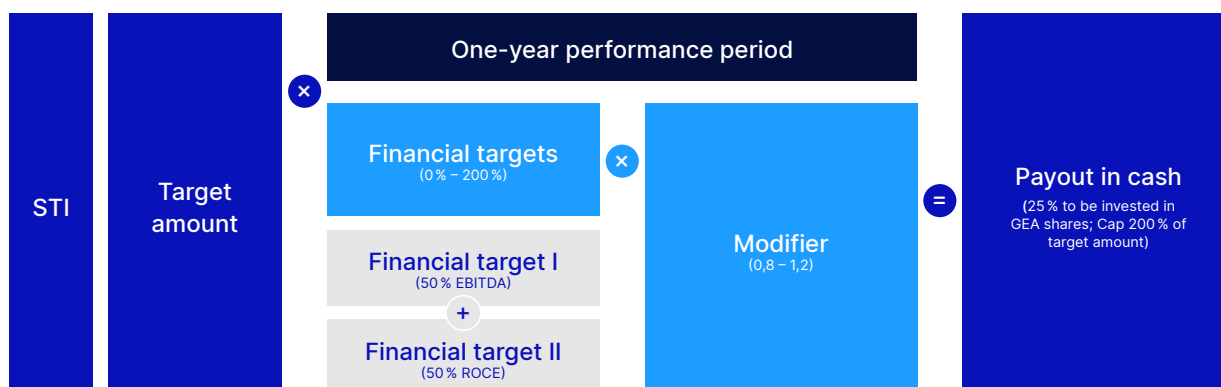 STI
Target
amount
×
One-year performance period
Financial targets
(0 % – 200 %)
Financial target I
(50 % EBITDA)
+
Financial target II
(50 % ROCE)
×
Modifier
(0,8 – 1,2)
=
Payout in cash
(25 % to be invested in
GEA shares; Cap 200 % of
target amount)